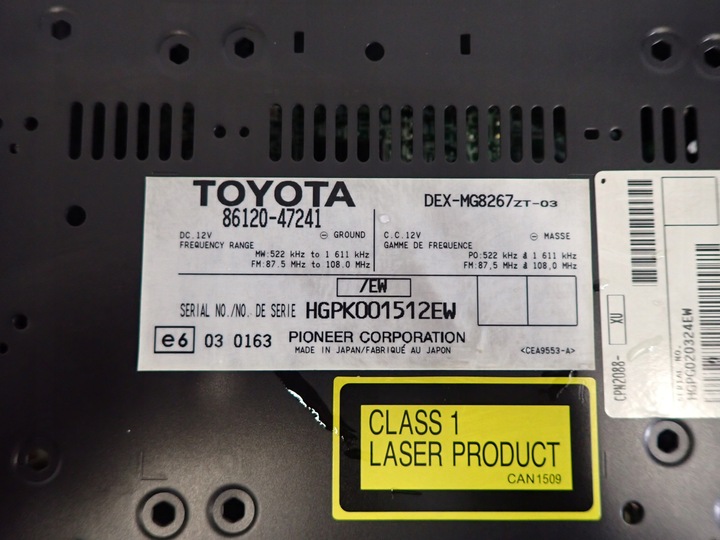 TOYOTA
86120-47241
DEX-MG8267ZT-03
DC.12V ⊖ GROUND
FREQUENCY RANGE
MW:522 kHz to 1 611 kHz
FM:87.5 MHz to 108.0 MHz
C.C.12V ⊖ MASSE
GAMME DE FREQUENCE
PO:522 kHz à 1 611 kHz
FM:87,5 MHz à 108,0 MHz
/EW
SERIAL NO./NO. DE SERIE HGPK001512EW
e6 03 0163 PIONEER CORPORATION
MADE IN JAPAN/FABRIQUÉ AU JAPON <CEA9553-A>
CLASS 1
LASER PRODUCT
CAN1509
CPN2088- XU
SERIAL NO.
HGPG020324EW